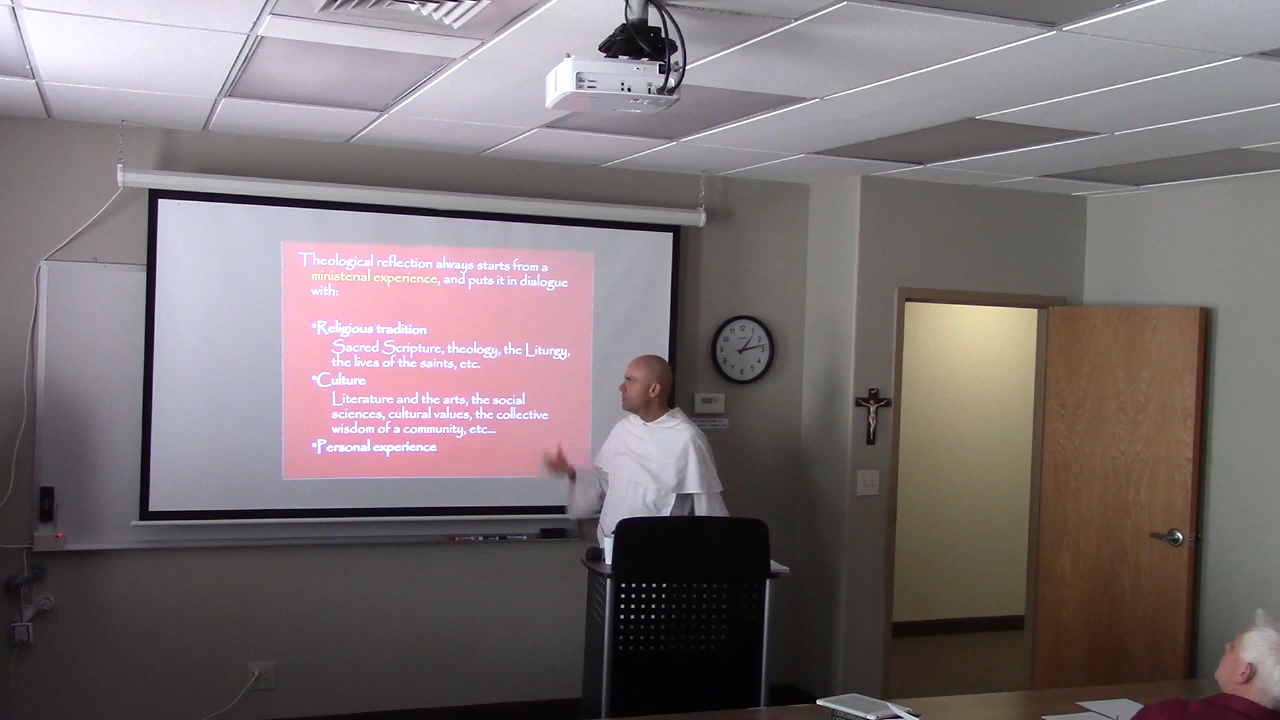 Theological reflection always starts from a
ministerial experience, and puts it in dialogue
with:
•Religious tradition
Sacred Scripture, theology, the Liturgy,
the lives of the saints, etc.
•Culture
Literature and the arts, the social
sciences, cultural values, the collective
wisdom of a community, etc...
•Personal experience